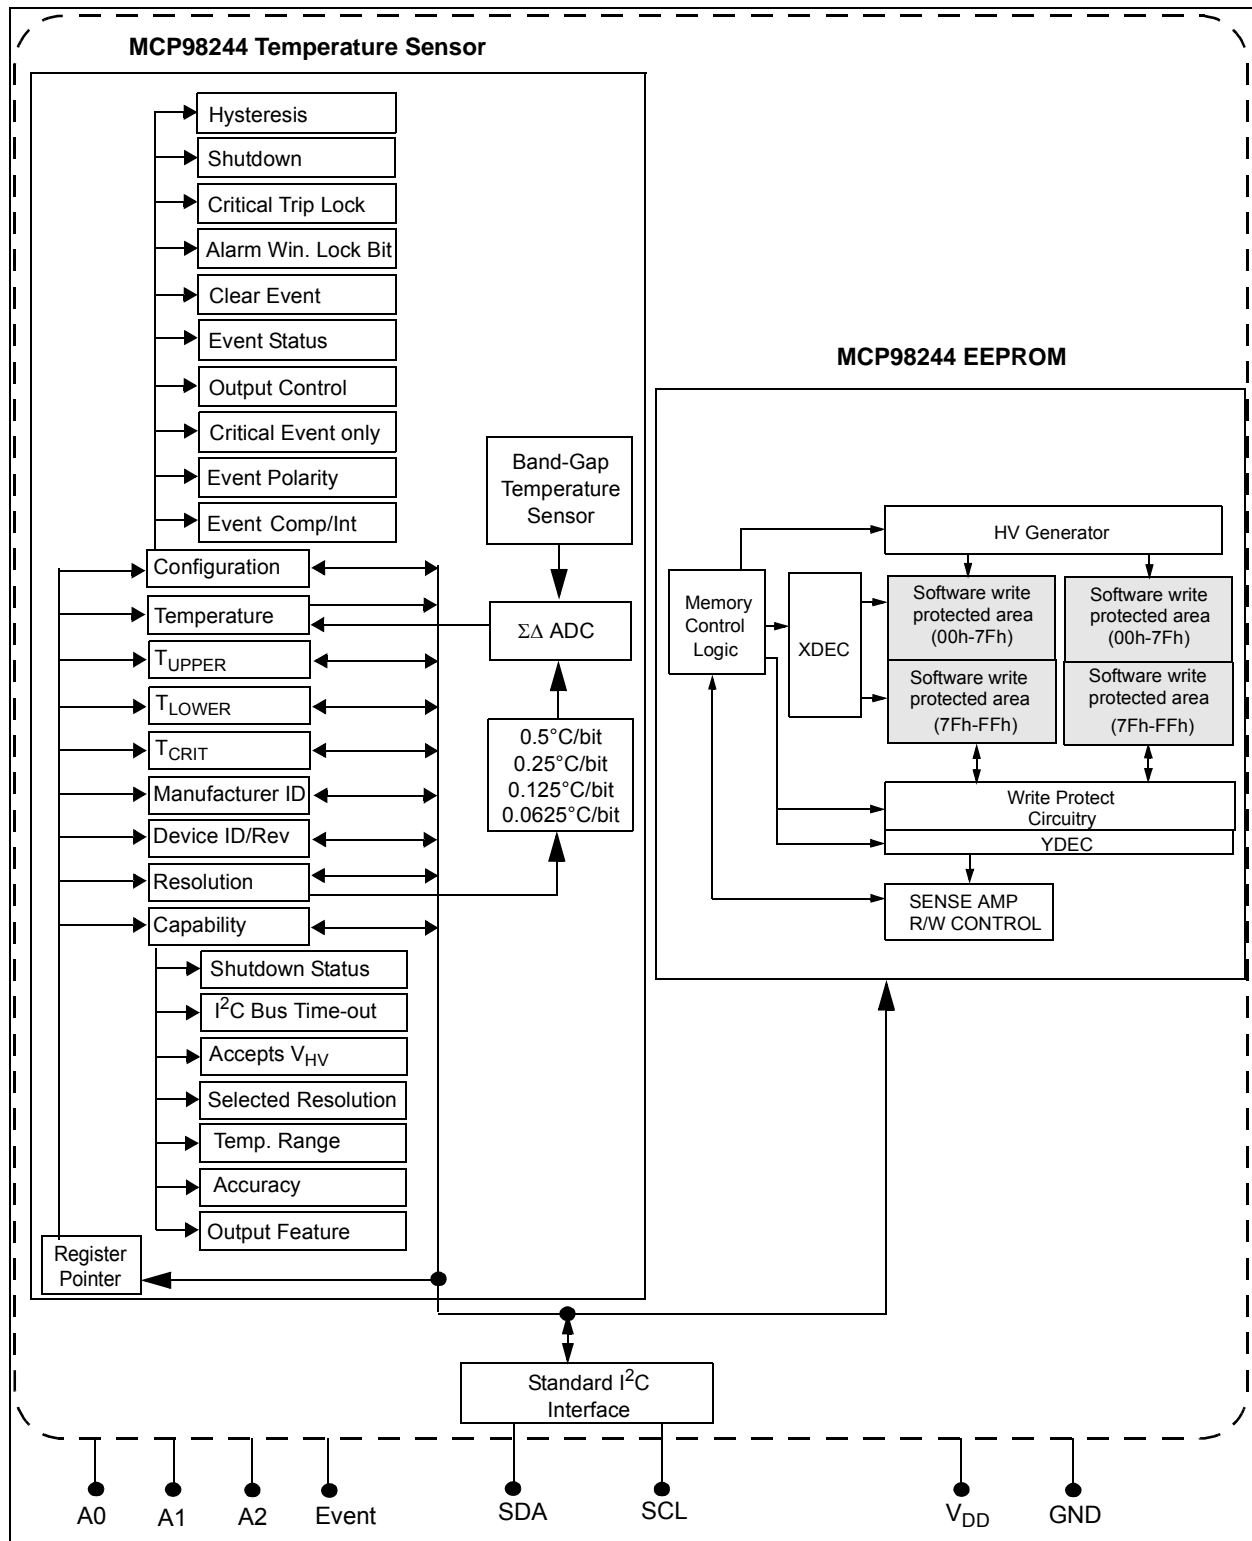 MCP98244 Temperature Sensor
Hysteresis
Shutdown
Critical Trip Lock
Alarm Win. Lock Bit
Clear Event
Event Status
Output Control
Critical Event only
Event Polarity
Event Comp/Int
Configuration
Temperature
T_UPPER
T_LOWER
T_CRIT
Manufacturer ID
Device ID/Rev
Resolution
Capability
Shutdown Status
I²C Bus Time-out
Accepts V_HV
Selected Resolution
Temp. Range
Accuracy
Output Feature
Register
Pointer
Band-Gap
Temperature
Sensor
ΣΔ ADC
0.5°C/bit
0.25°C/bit
0.125°C/bit
0.0625°C/bit
MCP98244 EEPROM
HV Generator
Memory
Control
Logic
XDEC
Software write
protected area
(00h-7Fh)
Software write
protected area
(00h-7Fh)
Software write
protected area
(7Fh-FFh)
Software write
protected area
(7Fh-FFh)
Write Protect
Circuitry
YDEC
SENSE AMP
R/W CONTROL
Standard I²C
Interface
A0
A1
A2
Event
SDA
SCL
V_DD
GND